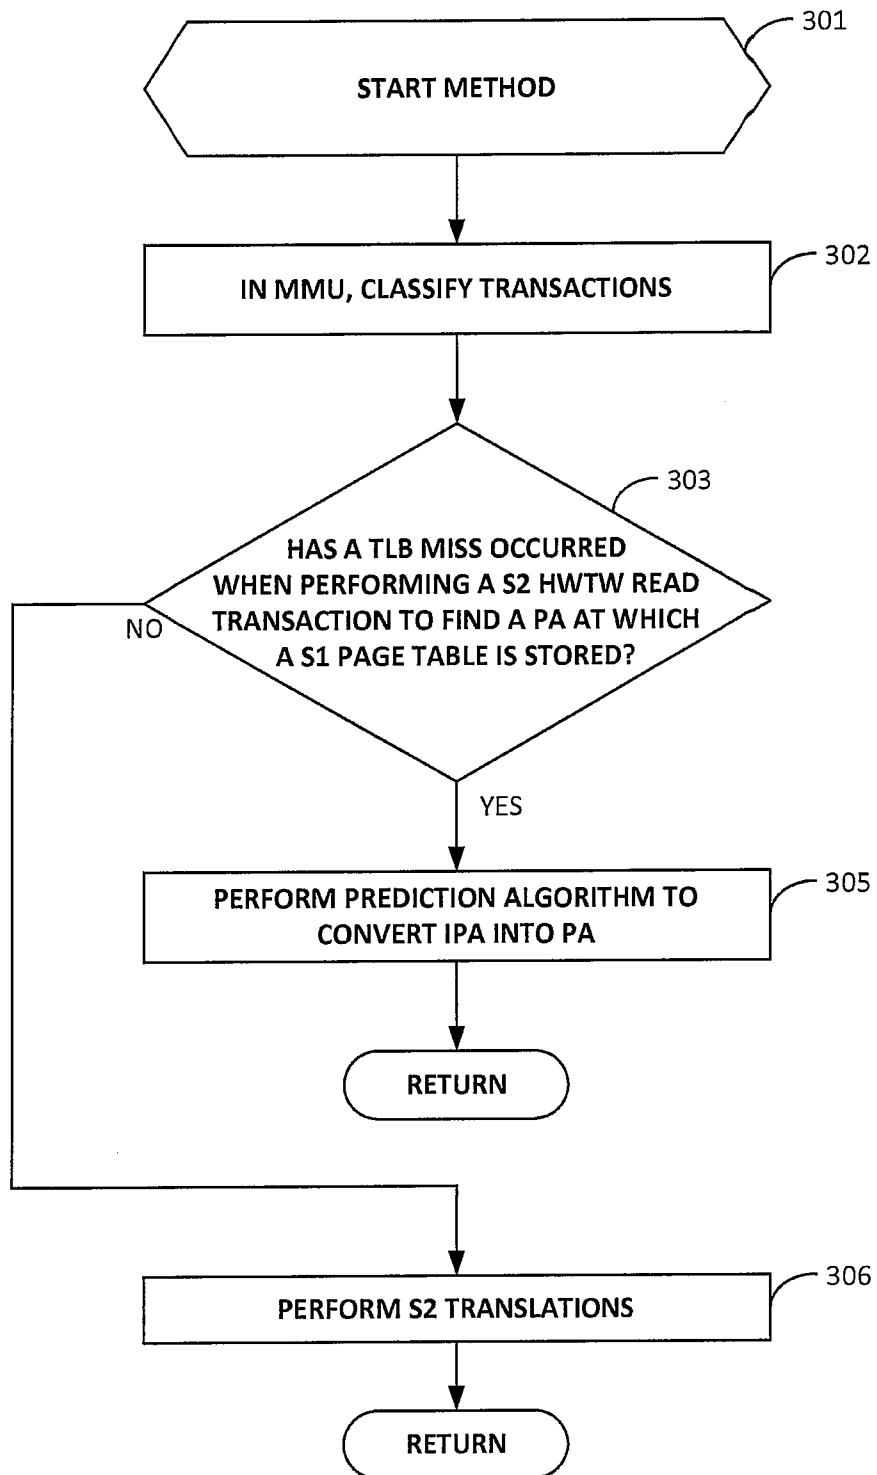 301
START METHOD
302
IN MMU, CLASSIFY TRANSACTIONS
303
HAS A TLB MISS OCCURRED
WHEN PERFORMING A S2 HWTW READ
TRANSACTION TO FIND A PA AT WHICH
A S1 PAGE TABLE IS STORED?
NO
YES
305
PERFORM PREDICTION ALGORITHM TO
CONVERT IPA INTO PA
RETURN
306
PERFORM S2 TRANSLATIONS
RETURN